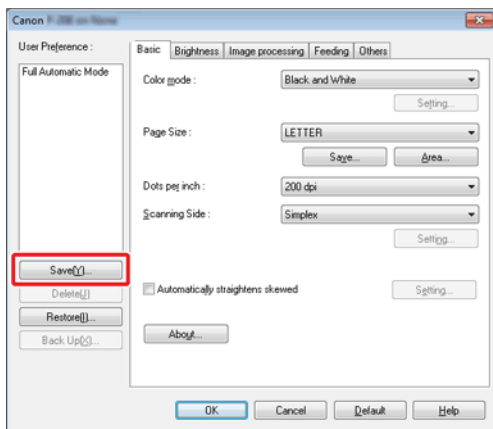 Canon
User Preference :
Full Automatic Mode
Save(Y)...
Delete(J)
Restore(I)...
Back Up(X)...
Basic Brightness Image processing Feeding Others
Color mode : Black and White
Setting...
Page Size : LETTER
Save... Area...
Dots per inch : 200 dpi
Scanning Side : Simplex
Setting...
Automatically straightens skewed Setting...
About...
OK Cancel Default Help